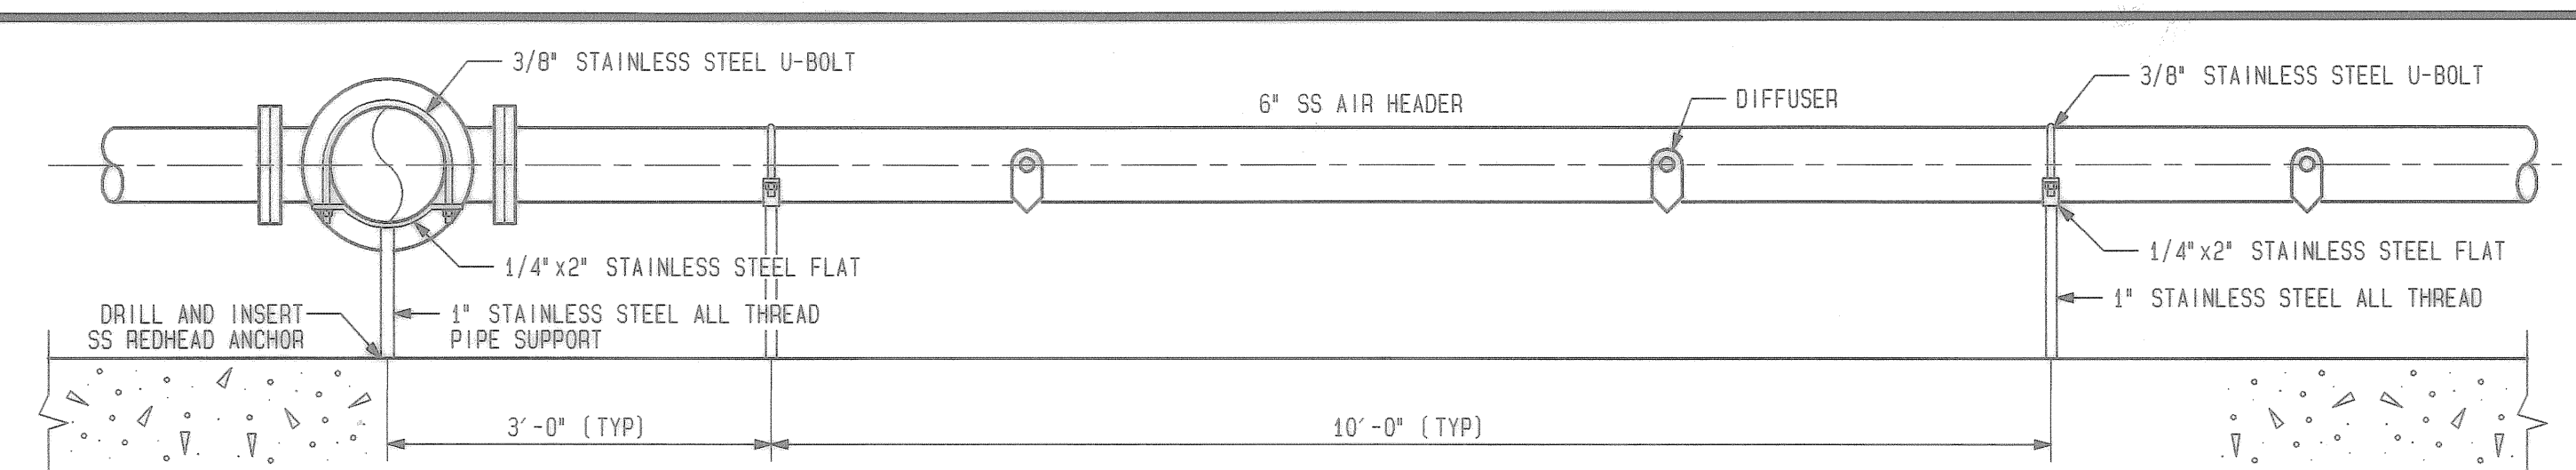 3/8" STAINLESS STEEL U-BOLT
3/8" STAINLESS STEEL U-BOLT
6" SS AIR HEADER
DIFFUSER
1/4"x2" STAINLESS STEEL FLAT
1/4"x2" STAINLESS STEEL FLAT
DRILL AND INSERT
SS REDHEAD ANCHOR
1" STAINLESS STEEL ALL THREAD
PIPE SUPPORT
1" STAINLESS STEEL ALL THREAD
3'-0" (TYP)
10'-0" (TYP)